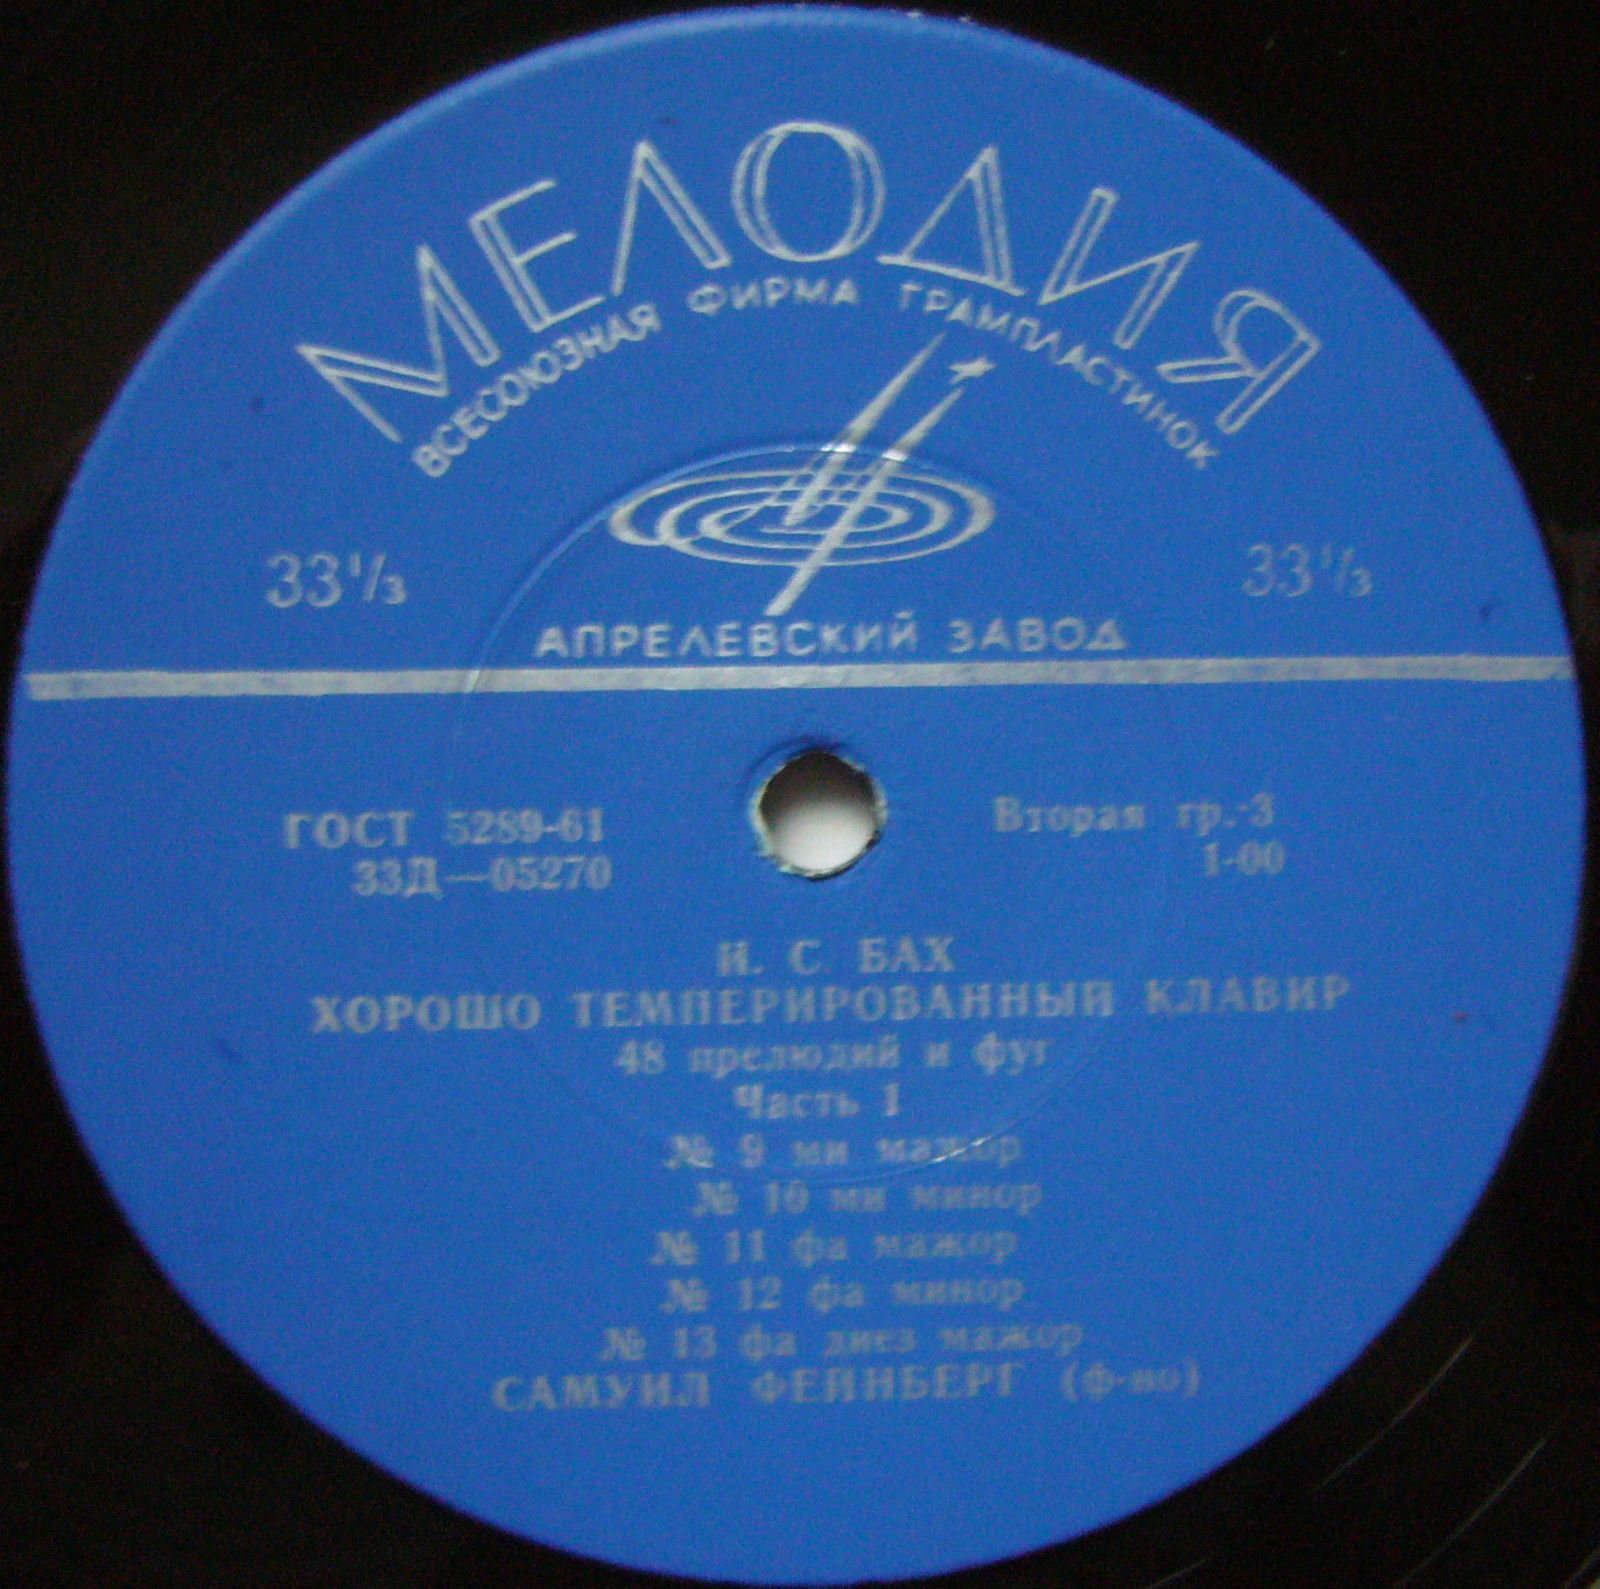 МЕЛОДИЯ
ВСЕСОЮЗНАЯ ФИРМА ГРАМПЛАСТИНОК
33⅓ 33⅓
АПРЕЛЕВСКИЙ ЗАВОД
ГОСТ 5289-61 Вторая гр.-3
33Д—05270 1-00
И. С. БАХ
ХОРОШО ТЕМПЕРИРОВАННЫЙ КЛАВИР
48 прелюдий и фуг
Часть 1
№ 9 ми мажор
№ 10 ми минор
№ 11 фа мажор
№ 12 фа минор
№ 13 фа диез мажор
САМУИЛ ФЕЙНБЕРГ (ф-но)